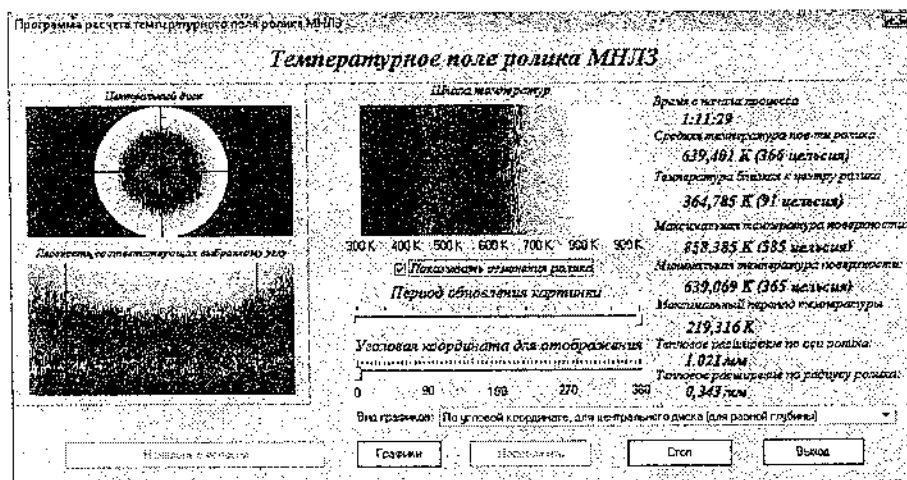 Программа расчета температурного поля ролика МНЛЗ
Температурное поле ролика МНЛЗ
Центральный диск
Шкала температур
Время с начала процесса
1:11:29
Средняя температура пов-ти ролика
639,401 K (366 цельсия)
Температура близкая к центру ролика
364,785 K (91 цельсия)
Максимальная температура поверхности:
858,385 K (585 цельсия)
Минимальная температура поверхности:
639,069 K (365 цельсия)
Максимальный перепад температуры
219,316 K
Тепловое расширение по оси ролика:
1,021 мм
Тепловое расширение по радиусу ролика:
0,343 мм
Плоскость, соответствующая выбранному углу
300 K 400 K 500 K 600 K 700 K 800 K 900 K
Показывать ролика
Период обновления картинки
Угловая координата для отображения
0 90 180 270 360
Вид графиков: По угловой координате, для центрального диска (для разной глубины)
Графики
Стоп
Выход